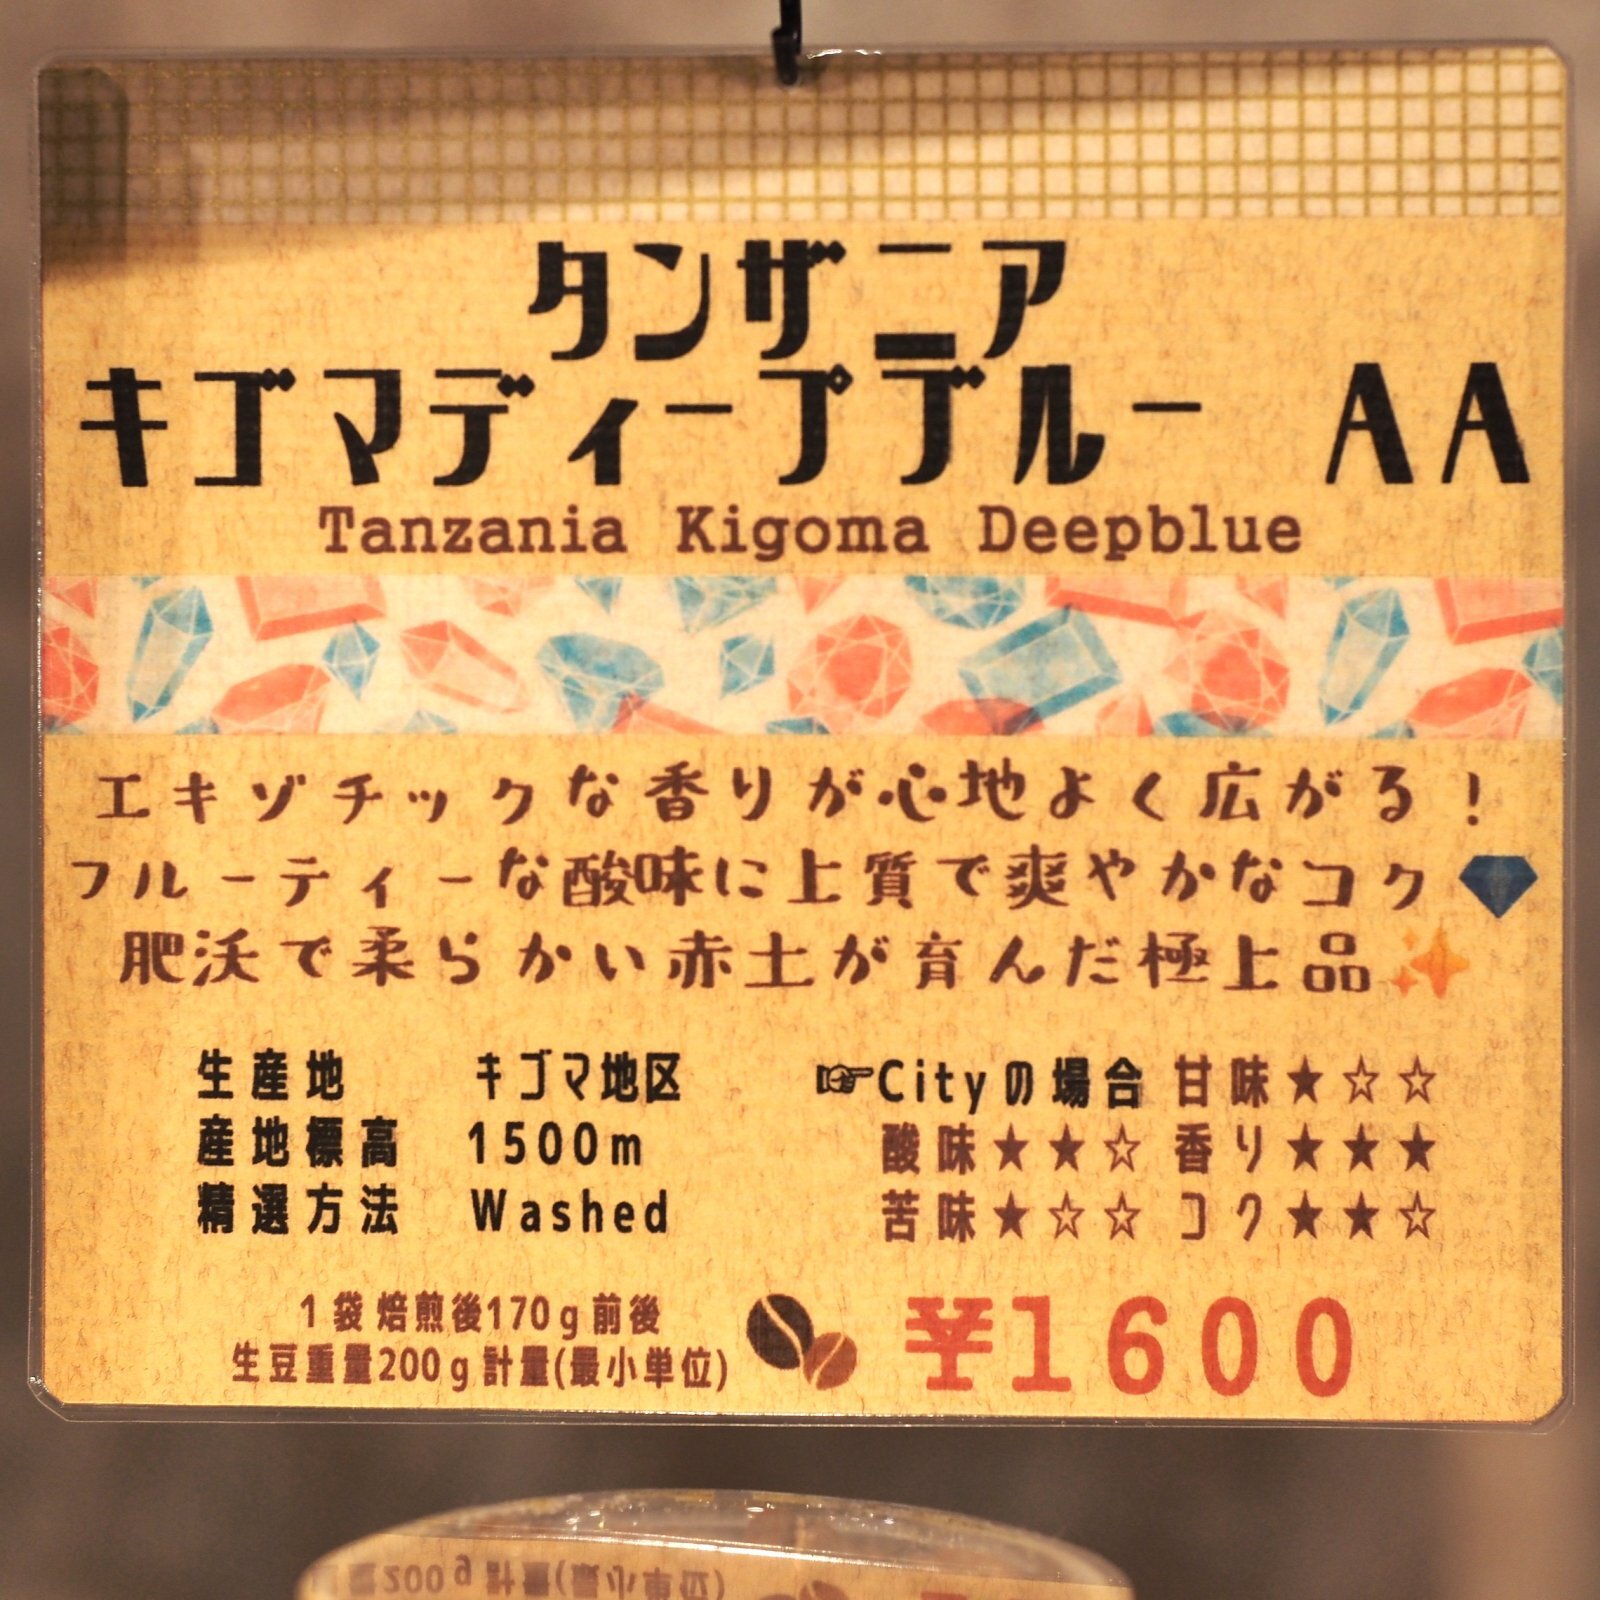 タンザニア
キゴマディープブルー AA
Tanzania Kigoma Deepblue
エキゾチックな香りが心地よく広がる！
フルーティーな酸味に上質で爽やかなコク
肥沃で柔らかい赤土が育んだ極上品
生産地 キゴマ地区
産地標高 1500m
精選方法 Washed
☞Cityの場合 甘味★☆☆
酸味★★☆ 香り★★★
苦味★☆☆ コク★★☆
1袋焙煎後170g前後
生豆重量200g計量(最小単位)
¥1600